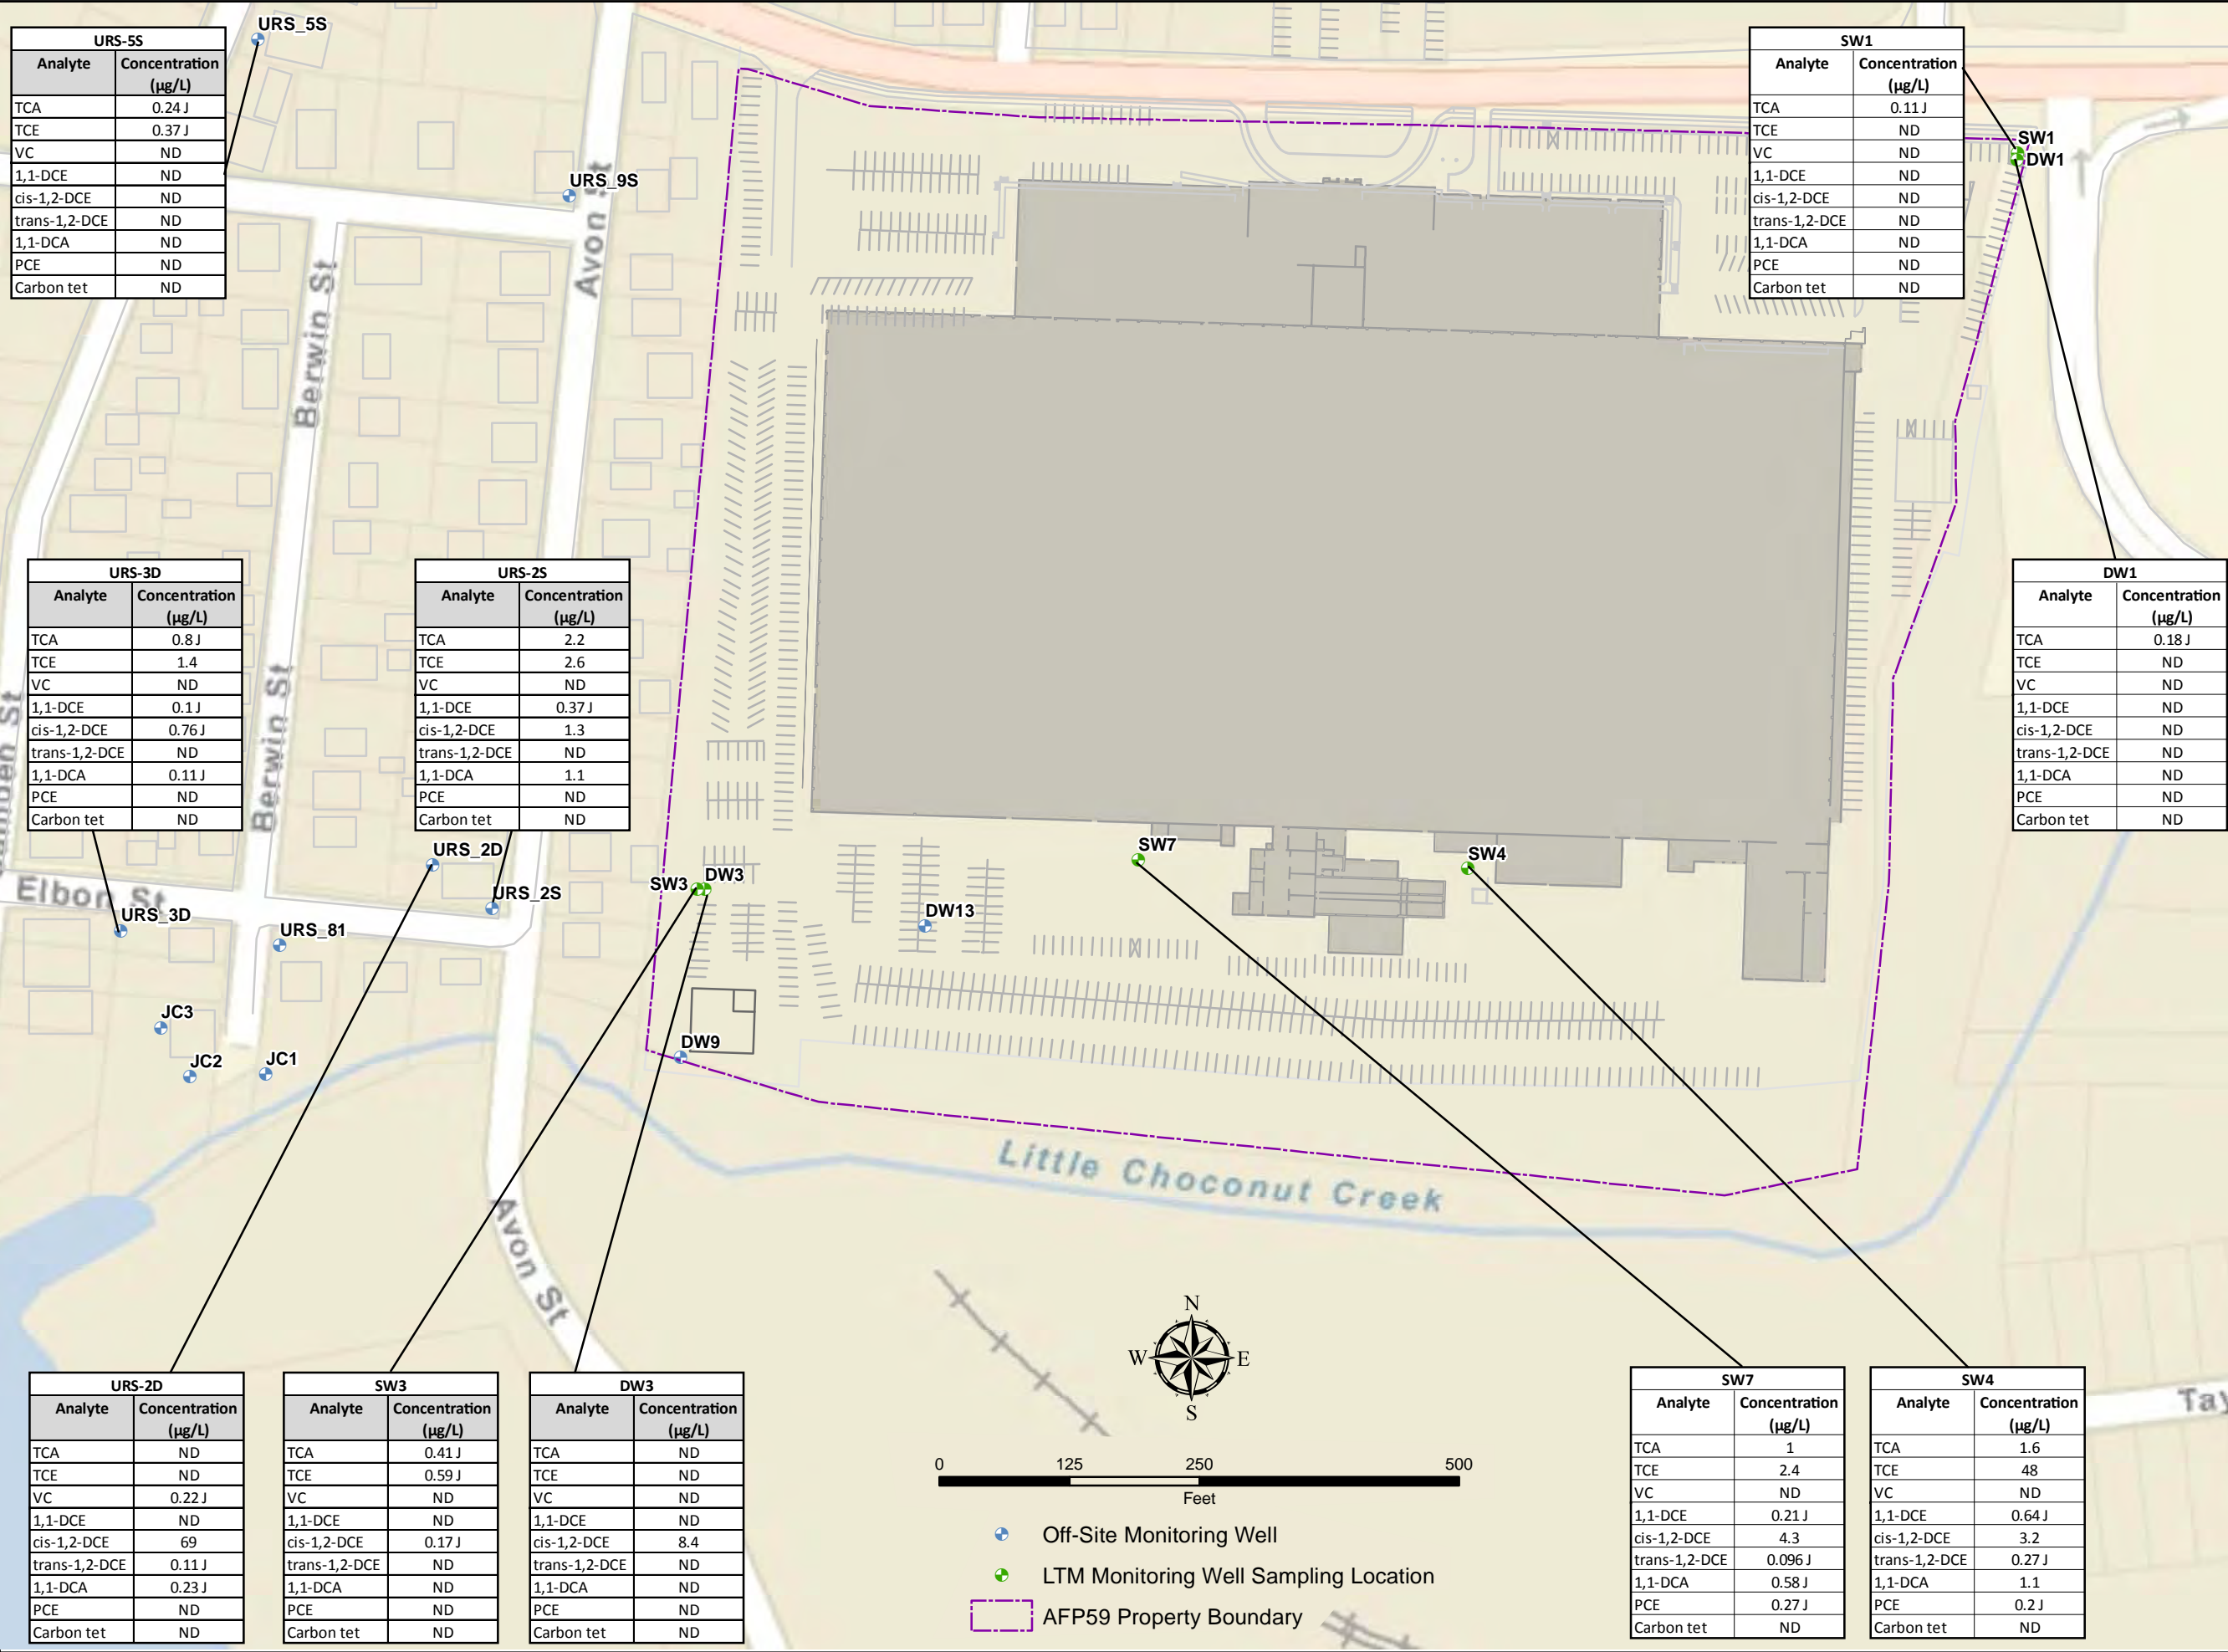 URS-5S
Analyte Concentration (µg/L)
TCA 0.24 J
TCE 0.37 J
VC ND
1,1-DCE ND
cis-1,2-DCE ND
trans-1,2-DCE ND
1,1-DCA ND
PCE ND
Carbon tet ND
URS_5S
URS_9S
Avon St
Berwin St
SW1
Analyte Concentration (µg/L)
TCA 0.11 J
TCE ND
VC ND
1,1-DCE ND
cis-1,2-DCE ND
trans-1,2-DCE ND
1,1-DCA ND
PCE ND
Carbon tet ND
SW1
DW1
URS-3D
Analyte Concentration (µg/L)
TCA 0.8 J
TCE 1.4
VC ND
1,1-DCE 0.1 J
cis-1,2-DCE 0.76 J
trans-1,2-DCE ND
1,1-DCA 0.11 J
PCE ND
Carbon tet ND
Berwin St
URS-2S
Analyte Concentration (µg/L)
TCA 2.2
TCE 2.6
VC ND
1,1-DCE 0.37 J
cis-1,2-DCE 1.3
trans-1,2-DCE ND
1,1-DCA 1.1
PCE ND
Carbon tet ND
DW1
Analyte Concentration (µg/L)
TCA 0.18 J
TCE ND
VC ND
1,1-DCE ND
cis-1,2-DCE ND
trans-1,2-DCE ND
1,1-DCA ND
PCE ND
Carbon tet ND
St
Elbon St
URS_2D
URS_2S
URS_3D
URS_81
SW3
DW3
DW13
SW7
SW4
JC3
JC2
JC1
DW9
Little Choconut Creek
Avon St
URS-2D
Analyte Concentration (µg/L)
TCA ND
TCE ND
VC 0.22 J
1,1-DCE ND
cis-1,2-DCE 69
trans-1,2-DCE 0.11 J
1,1-DCA 0.23 J
PCE ND
Carbon tet ND
SW3
Analyte Concentration (µg/L)
TCA 0.41 J
TCE 0.59 J
VC ND
1,1-DCE ND
cis-1,2-DCE 0.17 J
trans-1,2-DCE ND
1,1-DCA ND
PCE ND
Carbon tet ND
DW3
Analyte Concentration (µg/L)
TCA ND
TCE ND
VC ND
1,1-DCE ND
cis-1,2-DCE 8.4
trans-1,2-DCE ND
1,1-DCA ND
PCE ND
Carbon tet ND
N
W E
S
0 125 250 500
Feet
Off-Site Monitoring Well
LTM Monitoring Well Sampling Location
AFP59 Property Boundary
SW7
Analyte Concentration (µg/L)
TCA 1
TCE 2.4
VC ND
1,1-DCE 0.21 J
cis-1,2-DCE 4.3
trans-1,2-DCE 0.096 J
1,1-DCA 0.58 J
PCE 0.27 J
Carbon tet ND
SW4
Analyte Concentration (µg/L)
TCA 1.6
TCE 48
VC ND
1,1-DCE 0.64 J
cis-1,2-DCE 3.2
trans-1,2-DCE 0.27 J
1,1-DCA 1.1
PCE 0.2 J
Carbon tet ND
Tay